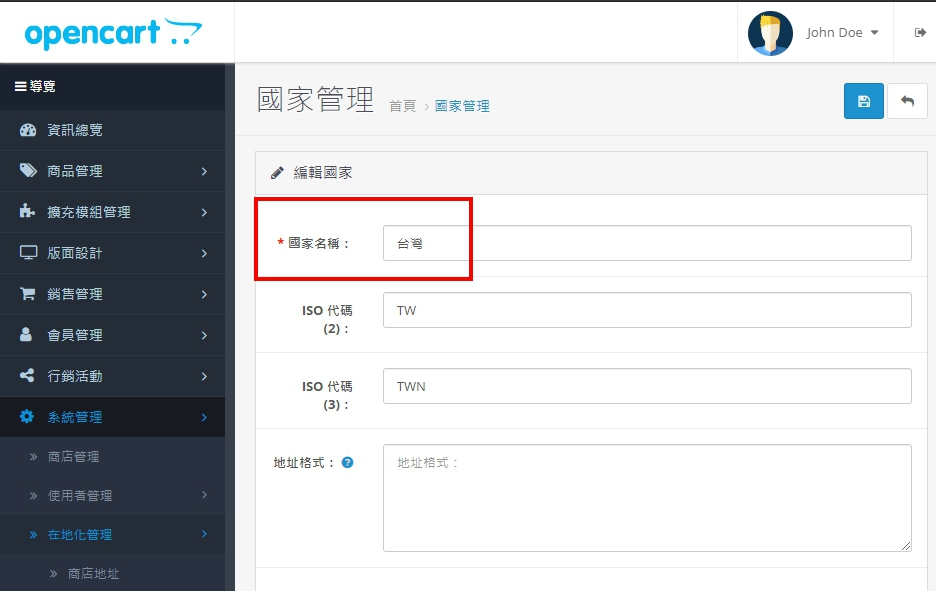 opencart
John Doe
導覽
資訊總覽
商品管理
擴充模組管理
版面設計
銷售管理
會員管理
行銷活動
系統管理
商店管理
使用者管理
在地化管理
商店地址
國家管理
首頁 › 國家管理
編輯國家
* 國家名稱：
台灣
ISO 代碼
(2)：
TW
ISO 代碼
(3)：
TWN
地址格式：
地址格式：